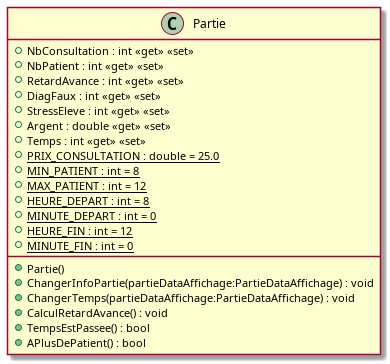 C Partie
NbConsultation : int «get» «set»
NbPatient : int «get» «set»
RetardAvance : int «get» «set»
DiagFaux : int «get» «set»
StressEleve : int «get» «set»
Argent : double «get» «set»
Temps : int «get» «set»
PRIX_CONSULTATION : double = 25.0
MIN_PATIENT : int = 8
MAX_PATIENT : int = 12
HEURE_DEPART : int = 8
MINUTE_DEPART : int = 0
HEURE_FIN : int = 12
MINUTE_FIN : int = 0
Partie()
ChangerInfoPartie(partieDataAffichage:PartieDaAffichage) : void
ChangerTemps(partieDataAffichage:PartieDaAffichage) : void
CalculRetardAvance() : void
TempsEstPassee() : bool
APlusDePatient() : bool